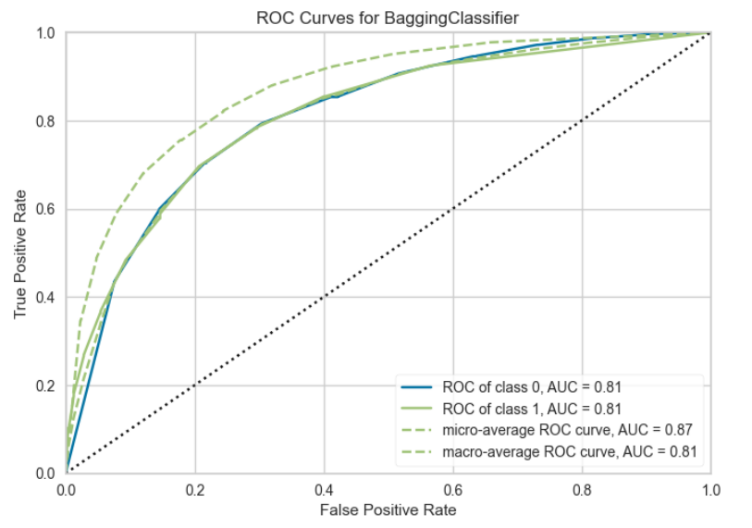 ROC Curves for BaggingClassifier
1.0
0.8
0.6
0.4
0.2
0.0
True Positive Rate
ROC of class 0, AUC = 0.81
ROC of class 1, AUC = 0.81
micro-average ROC curve, AUC = 0.87
macro-average ROC curve, AUC = 0.81
0.0 0.2 0.4 0.6 0.8 1.0
False Positive Rate